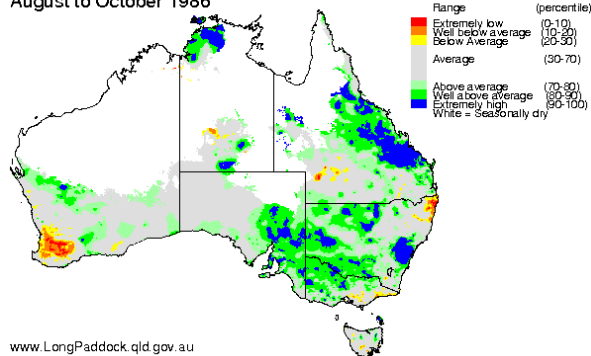 August to October 1986
Range (percentile)
Extremely low (0-10)
Well below average (10-20)
Below Average (20-30)
Average (30-70)
Above average (70-80)
Well above average (80-90)
Extremely high (90-100)
White = Seasonally dry
www.LongPaddock.qld.gov.au